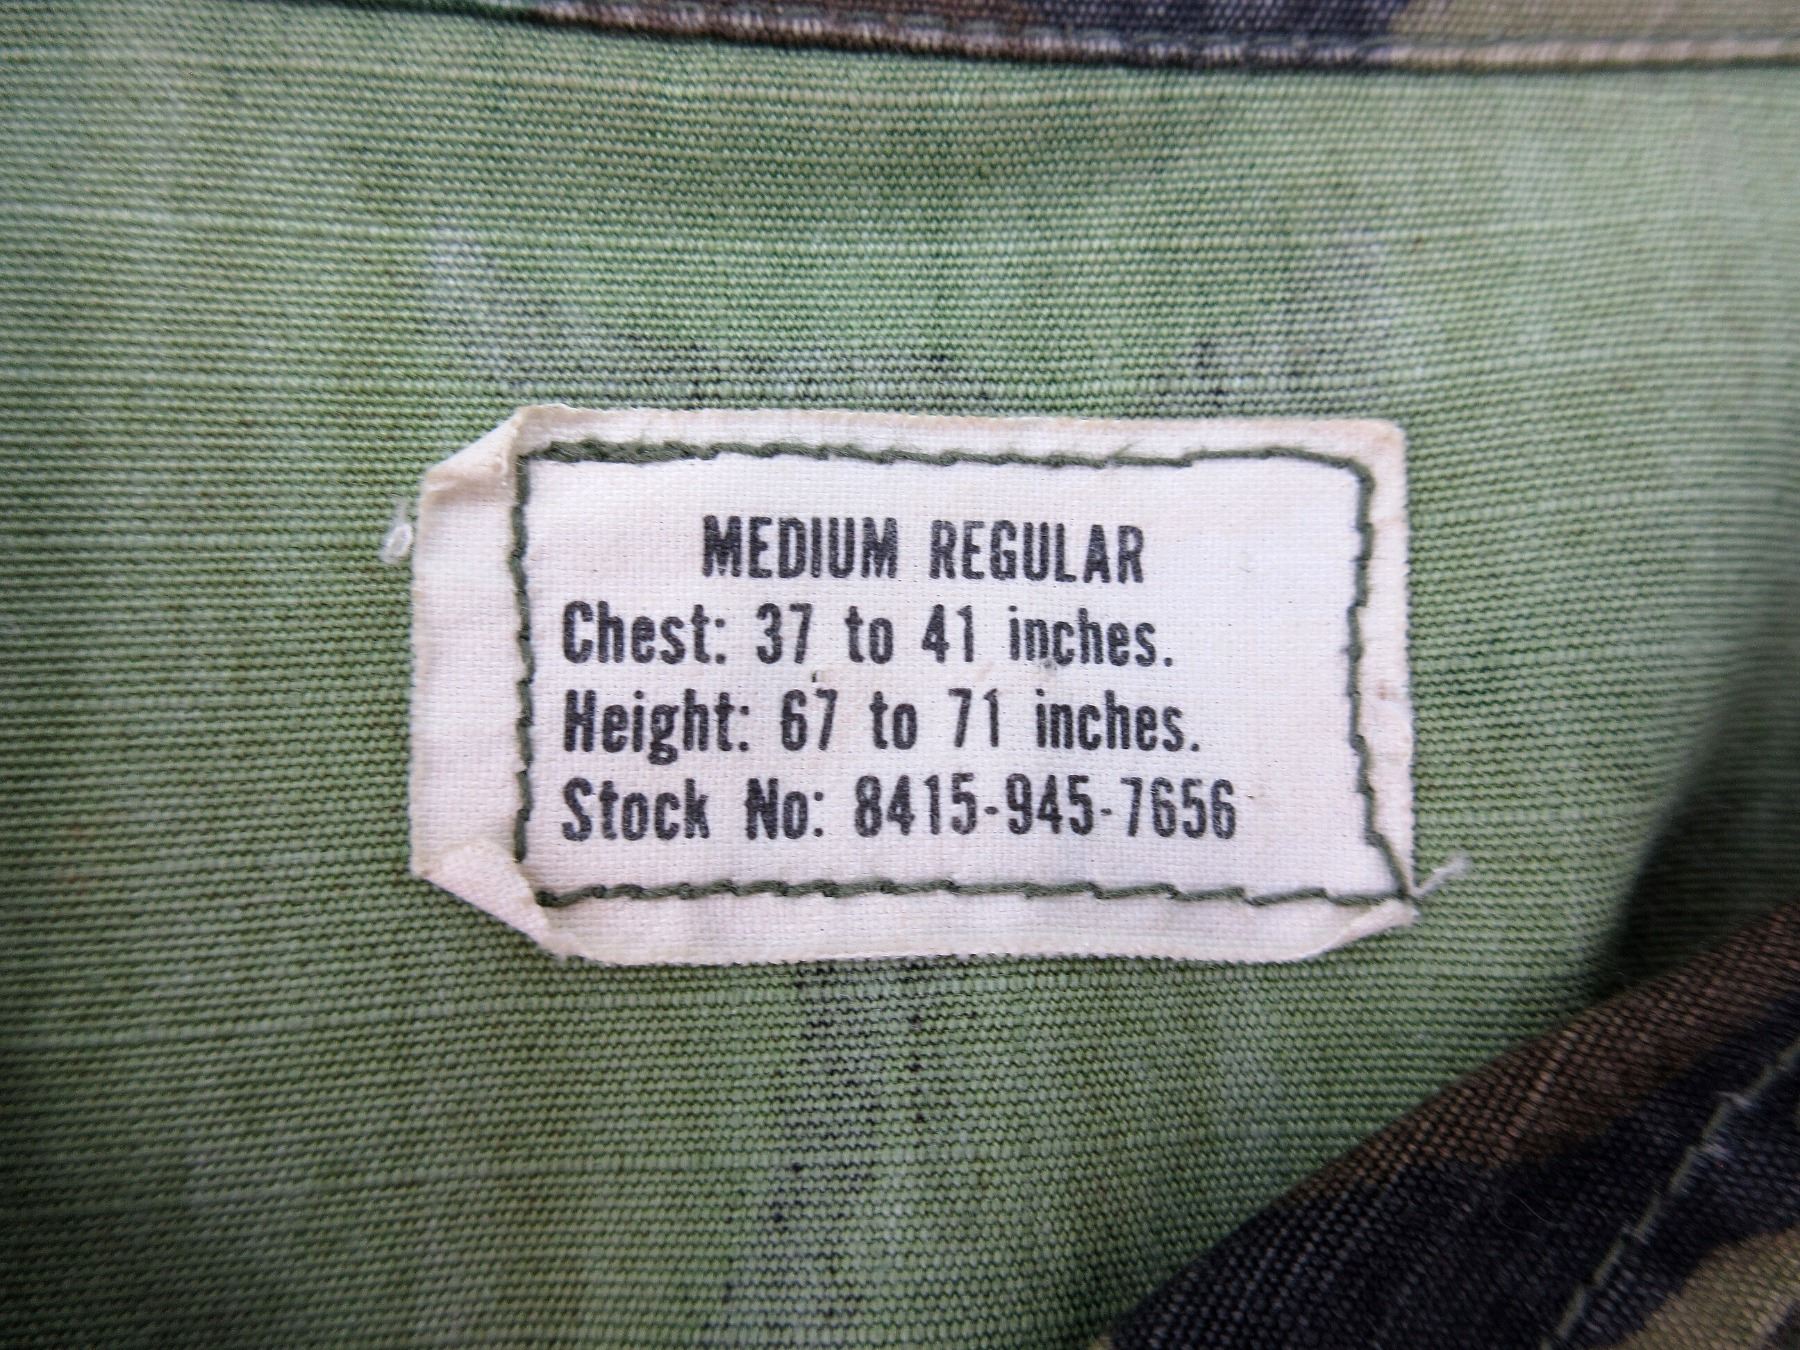 MEDIUM REGULAR
Chest: 37 to 41 inches.
Height: 67 to 71 inches.
Stock No: 8415-945-7656